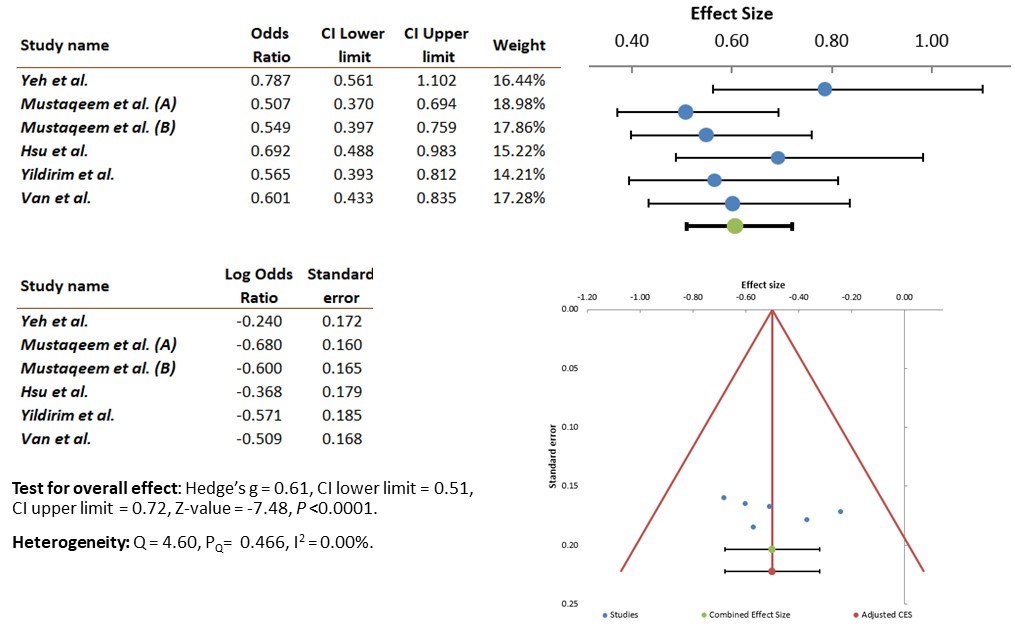 Study name Odds Ratio CI Lower limit CI Upper limit Weight
Yeh et al. 0.787 0.561 1.102 16.44%
Mustaqeem et al. (A) 0.507 0.370 0.694 18.98%
Mustaqeem et al. (B) 0.549 0.397 0.759 17.86%
Hsu et al. 0.692 0.488 0.983 15.22%
Yildirim et al. 0.565 0.393 0.812 14.21%
Van et al. 0.601 0.433 0.835 17.28%
Effect Size
0.40 0.60 0.80 1.00
Study name Log Odds Ratio Standard error
Yeh et al. -0.240 0.172
Mustaqeem et al. (A) -0.680 0.160
Mustaqeem et al. (B) -0.600 0.165
Hsu et al. -0.368 0.179
Yildirim et al. -0.571 0.185
Van et al. -0.509 0.168
Test for overall effect: Hedge's g = 0.61, CI lower limit = 0.51,
CI upper limit = 0.72, Z-value = -7.48, P <0.0001.
Heterogeneity: Q = 4.60, PQ= 0.466, I² = 0.00%.
Effect size
-1.20 -1.00 -0.80 -0.60 -0.40 -0.20 0.00
0.00
0.05
0.10
0.15
0.20
0.25
Standard error
Studies Combined Effect Size Adjusted CES